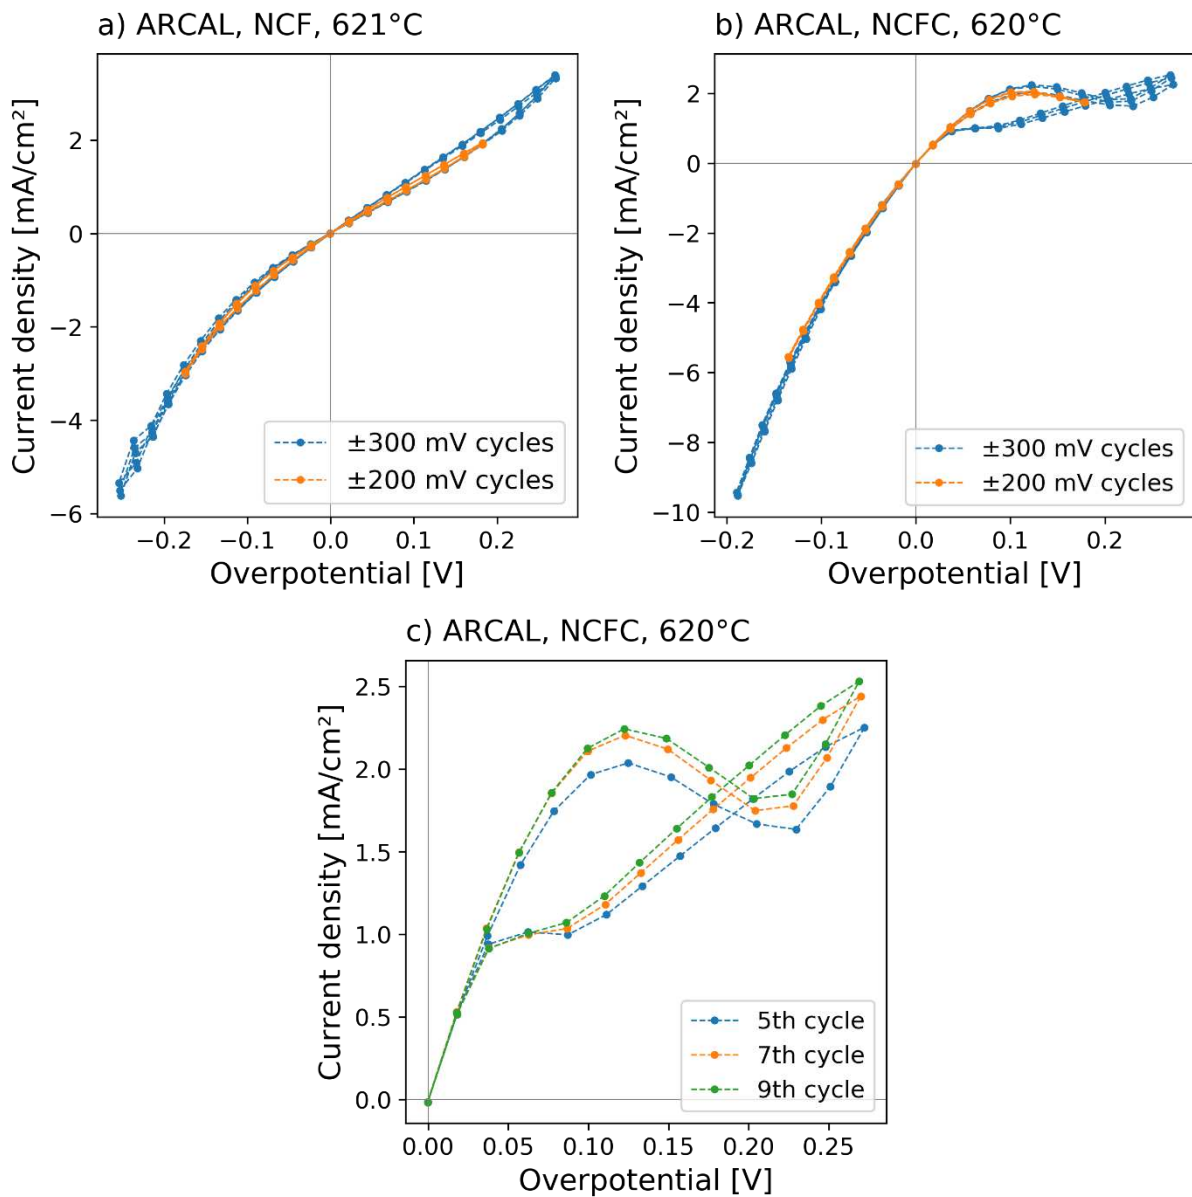 a) ARCAL, NCF, 621°C
Current density [mA/cm²]
2
0
−2
−4
−6
−0.2
−0.1
0.0
0.1
0.2
Overpotential [V]
±300 mV cycles
±200 mV cycles
b) ARCAL, NCFC, 620°C
Current density [mA/cm²]
2
0
−2
−4
−6
−8
−10
−0.2
−0.1
0.0
0.1
0.2
Overpotential [V]
±300 mV cycles
±200 mV cycles
c) ARCAL, NCFC, 620°C
Current density [mA/cm²]
2.5
2.0
1.5
1.0
0.5
0.0
0.00
0.05
0.10
0.15
0.20
0.25
Overpotential [V]
5th cycle
7th cycle
9th cycle